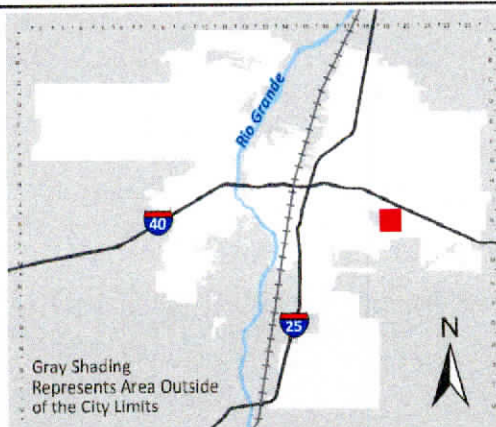 Rio Grande
40
25
N
Gray Shading
Represents Area Outside
of the City Limits